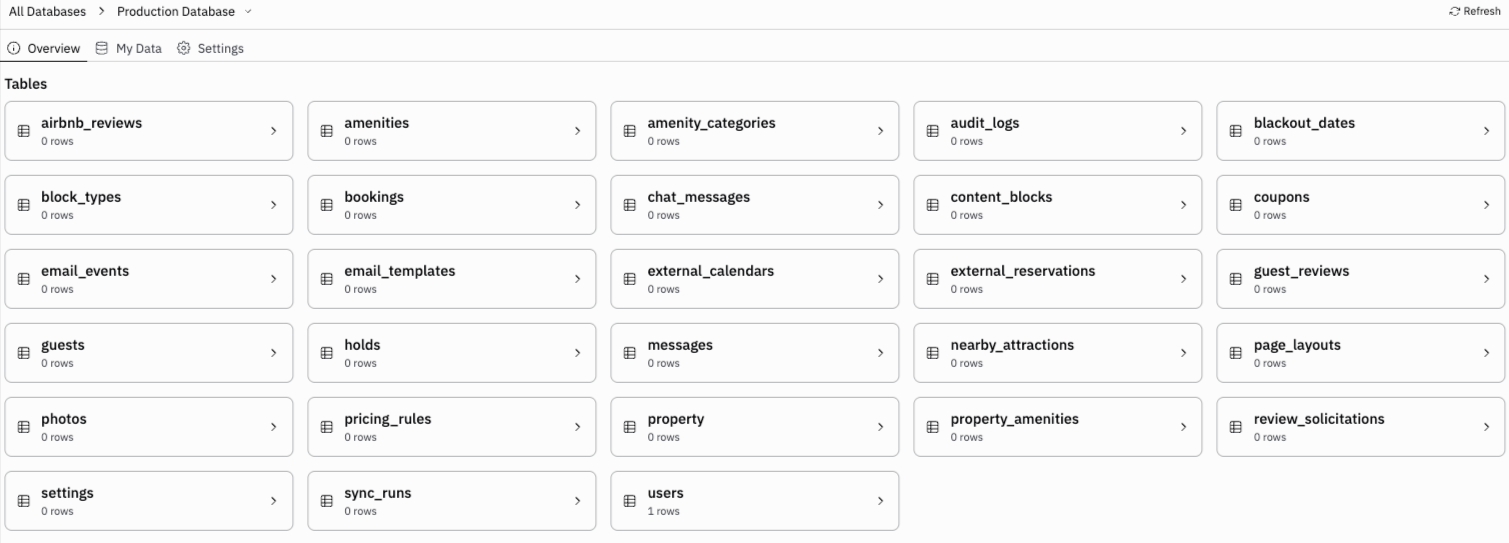 All Databases > Production Database
Refresh
Overview My Data Settings
Tables
airbnb_reviews
0 rows
amenities
0 rows
amenity_categories
0 rows
audit_logs
0 rows
blackout_dates
0 rows
block_types
0 rows
bookings
0 rows
chat_messages
0 rows
content_blocks
0 rows
coupons
0 rows
email_events
0 rows
email_templates
0 rows
external_calendars
0 rows
external_reservations
0 rows
guest_reviews
0 rows
guests
0 rows
holds
0 rows
messages
0 rows
nearby_attractions
0 rows
page_layouts
0 rows
photos
0 rows
pricing_rules
0 rows
property
0 rows
property_amenities
0 rows
review_solicitations
0 rows
settings
0 rows
sync_runs
0 rows
users
1 rows